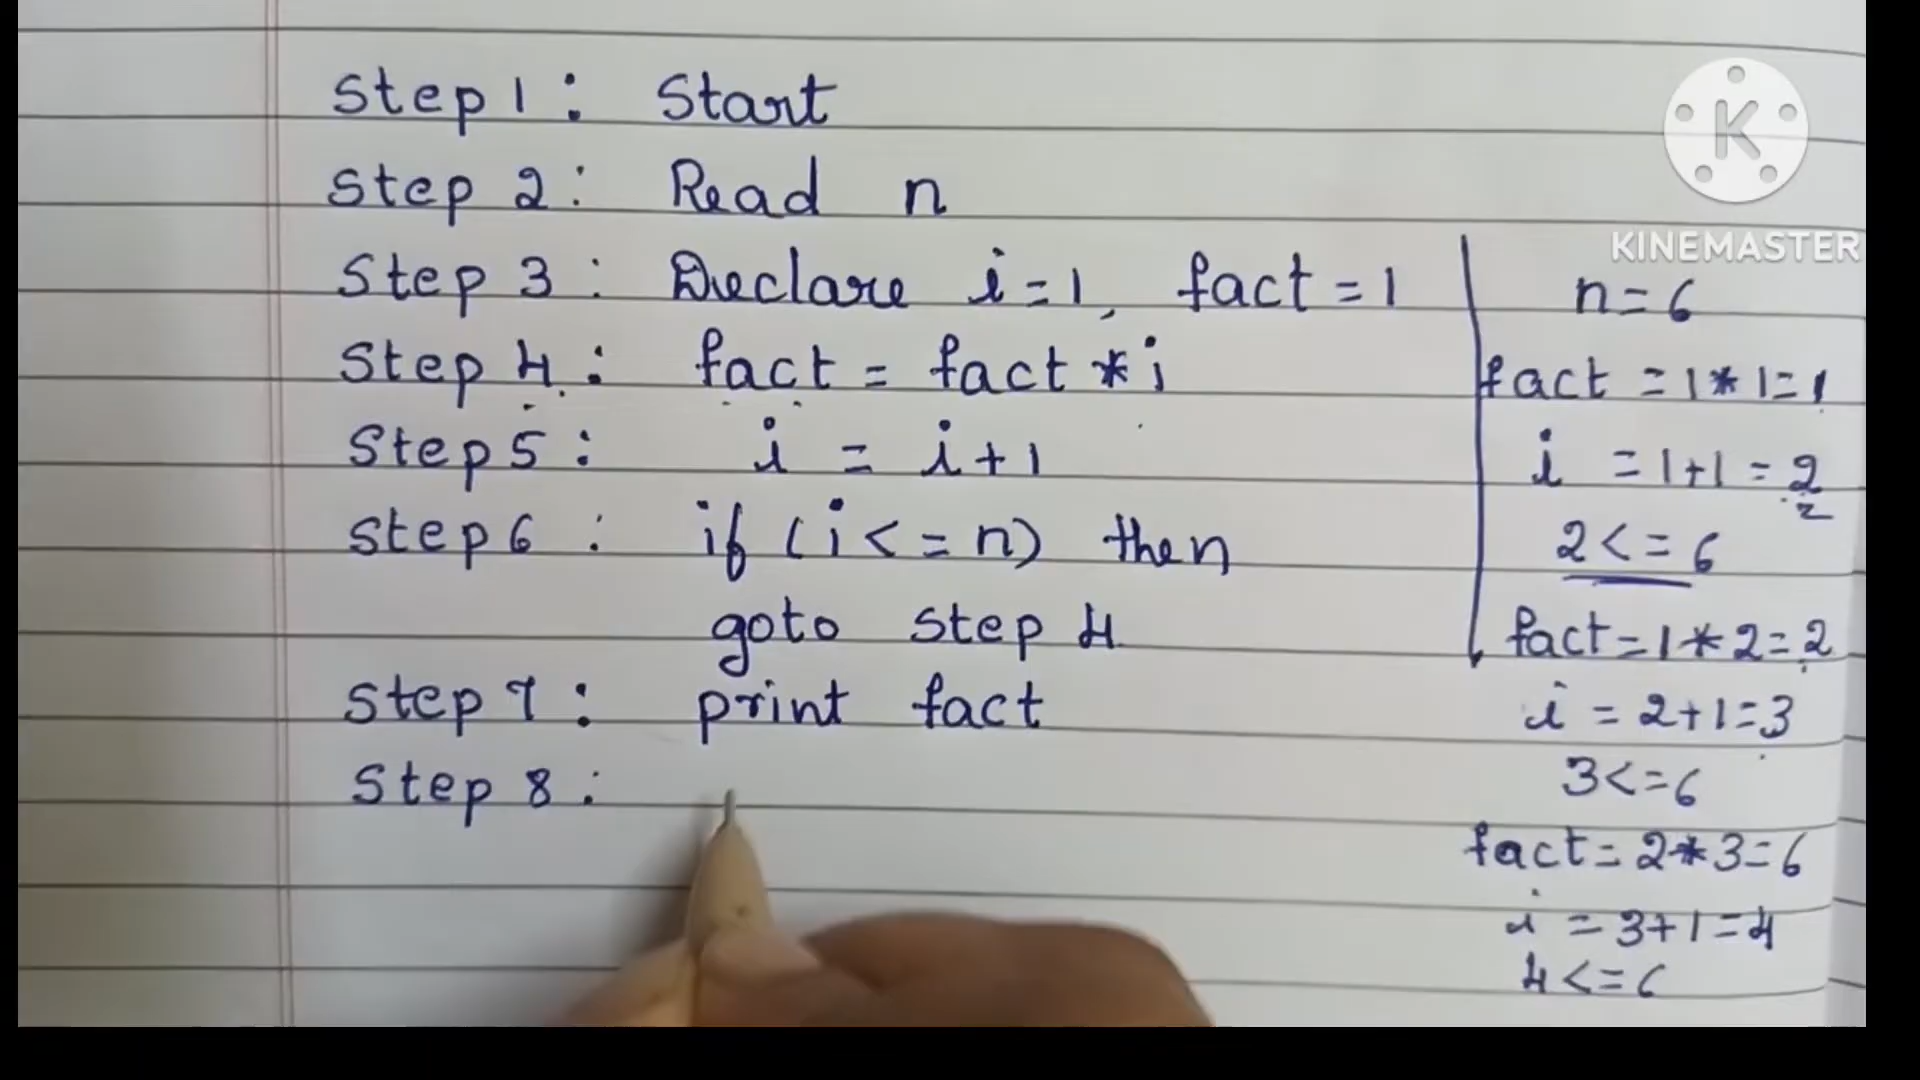 Step 1 : Start
Step 2 : Read n
Step 3 : Declare i = 1, fact = 1
Step 4 : fact = fact * i
Step 5 : i = i + 1
Step 6 : if (i <= n) then
goto step 4
Step 7 : print fact
Step 8 :
K
KINEMASTER
n = 6
fact = 1 * 1 = 1
i = 1 + 1 = 2
2 <= 6
fact = 1 * 2 = 2
i = 2 + 1 = 3
3 <= 6
fact = 2 * 3 = 6
i = 3 + 1 = 4
4 <= 6